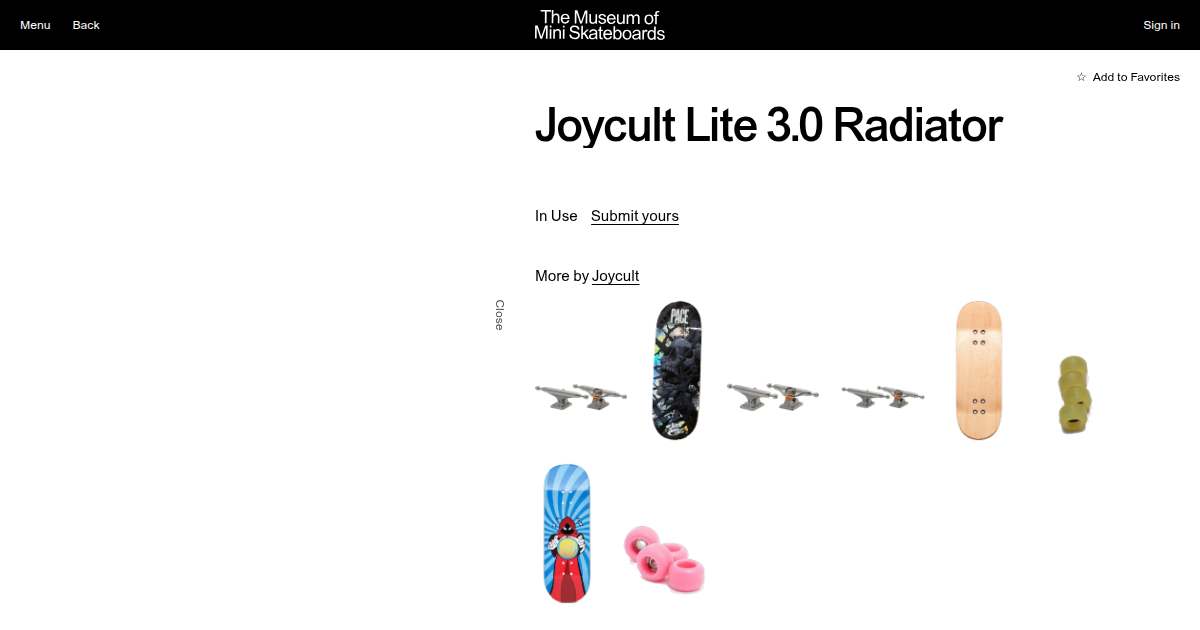 Menu
Back
The Museum of
Mini Skateboards
Sign in
☆ Add to Favorites
Joycult Lite 3.0 Radiator
In Use Submit yours
More by Joycult
Close
PACE